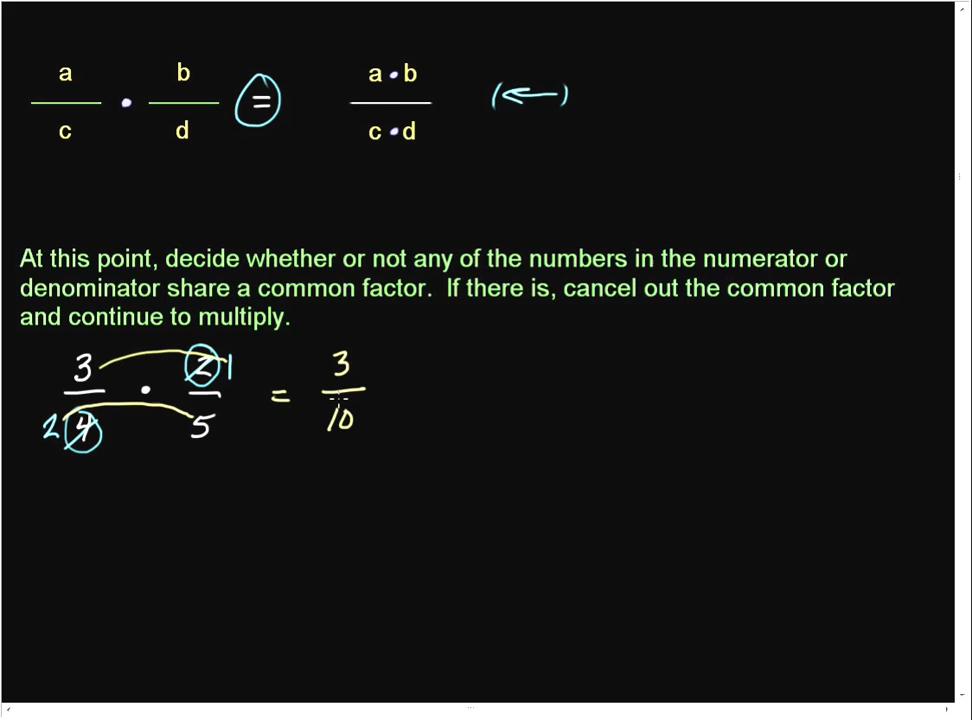 a/c • b/d = a•b/c•d (←)
At this point, decide whether or not any of the numbers in the numerator or
denominator share a common factor. If there is, cancel out the common factor
and continue to multiply.
3 2 1 3
· =
2 4 5 10